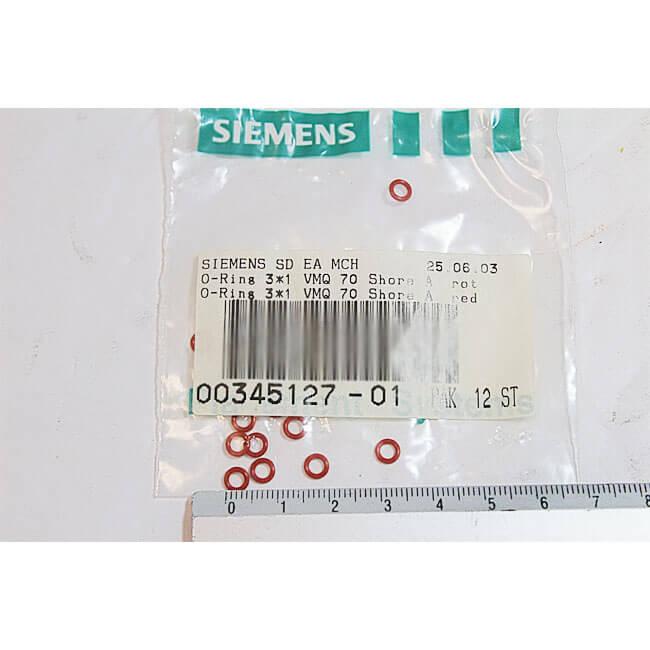 SIEMENS
SIEMENS SD EA MCH 25.06.03
O-Ring 3*1 VMQ 70 Shore A rot
O-Ring 3*1 VMQ 70 Shore A red
00345127-01 PAK 12 ST
0 1 2 3 4 5 6 7 8